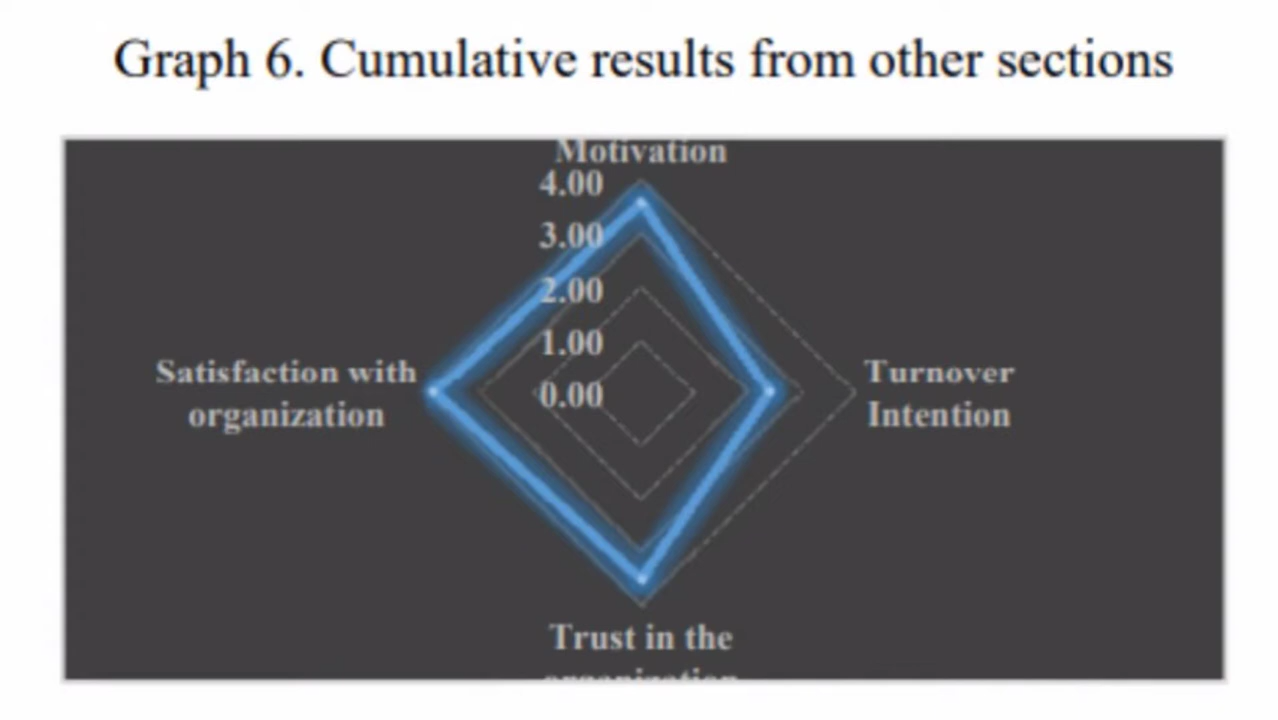 Graph 6. Cumulative results from other sections
Motivation
4.00
3.00
2.00
1.00
0.00
Satisfaction with
organization
Turnover
Intention
Trust in the
organization